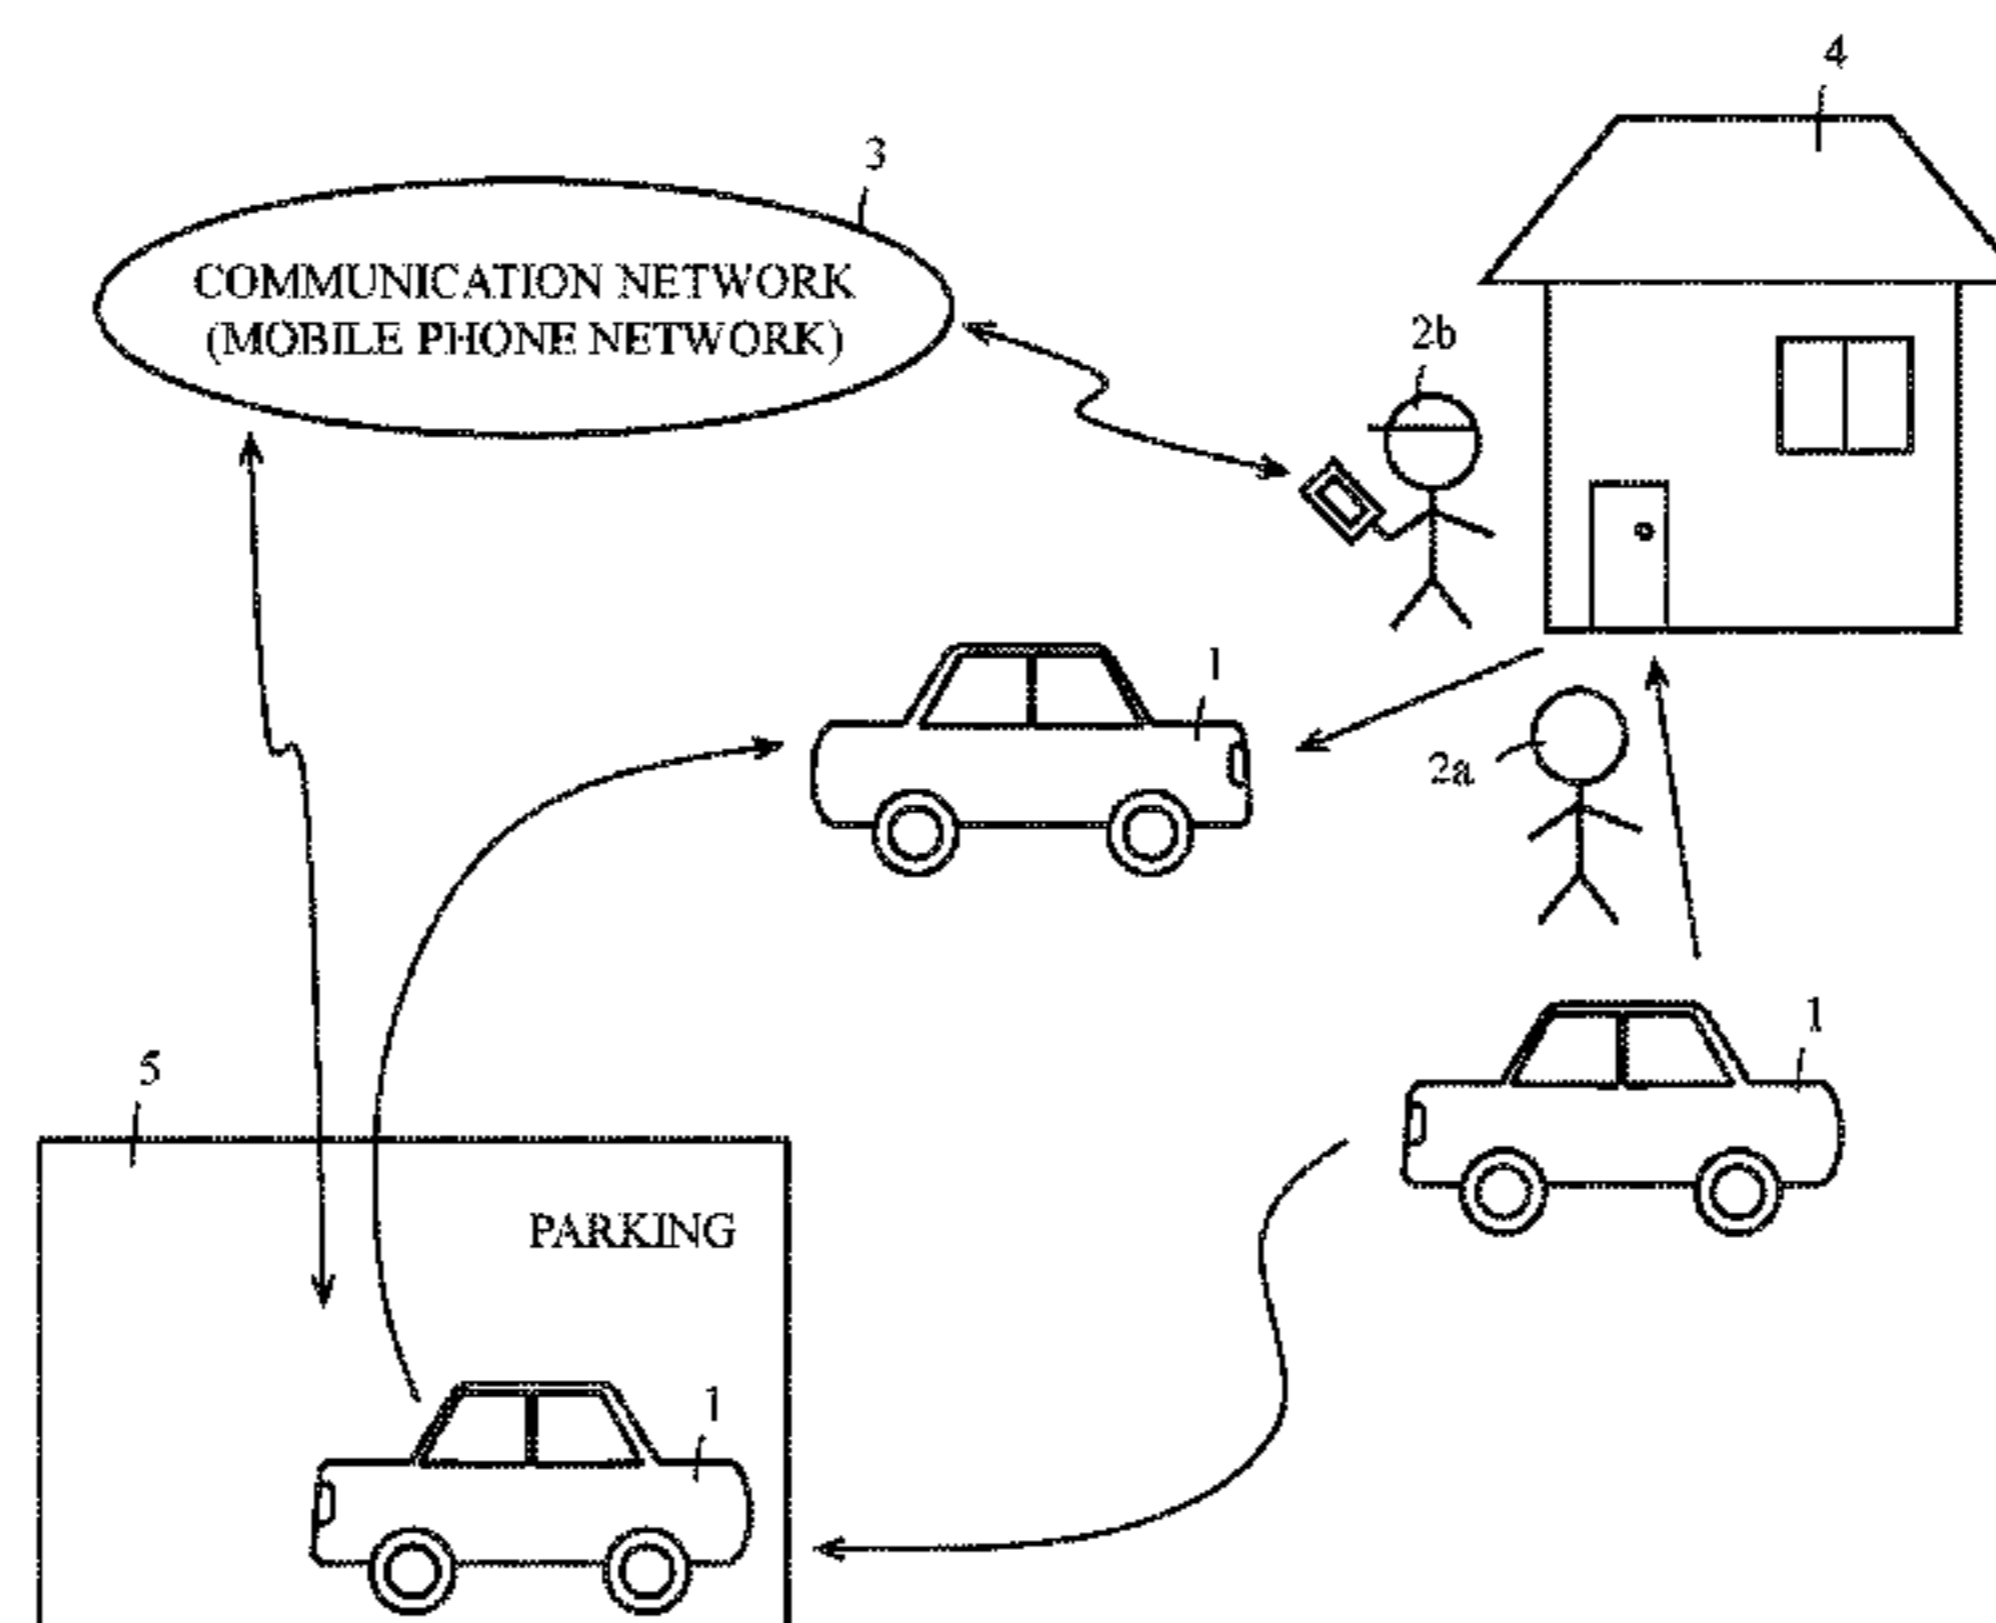 4
3
COMMUNICATION NETWORK
(MOBILE PHONE NETWORK)
2b
1
2a
1
5
PARKING
1